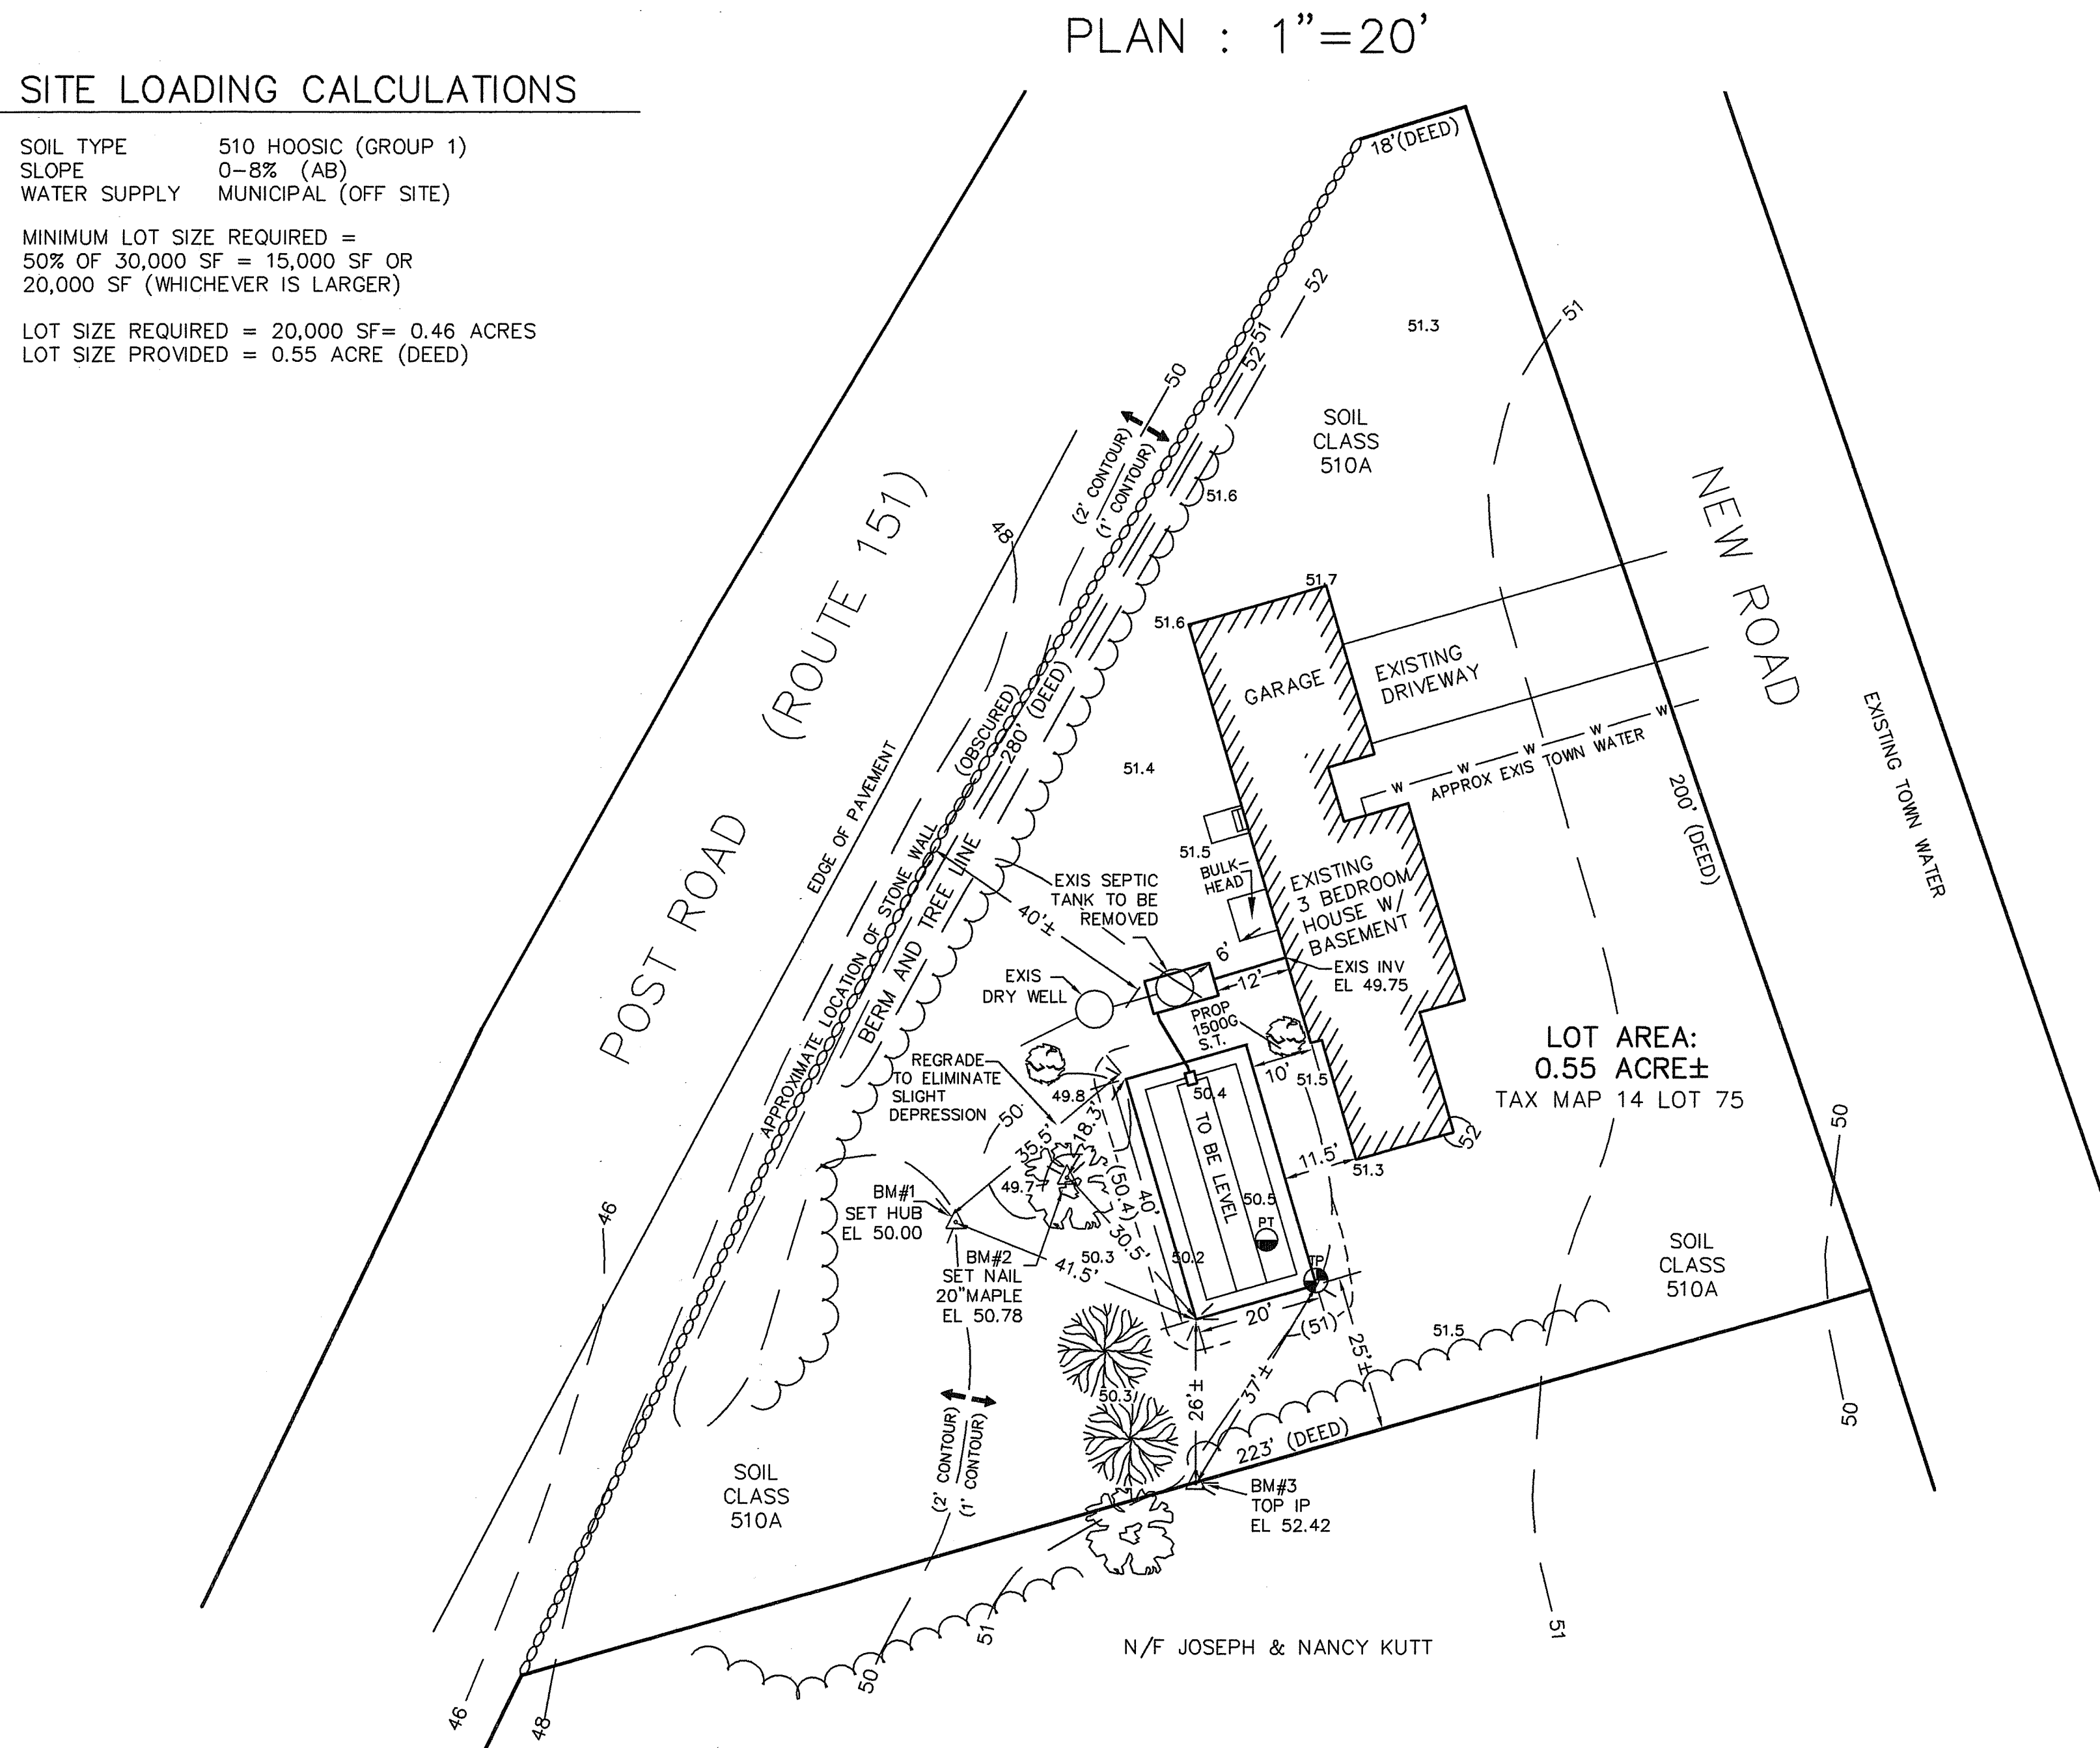 PLAN : 1"=20'
SITE LOADING CALCULATIONS
SOIL TYPE 510 HOOSIC (GROUP 1)
SLOPE 0-8% (AB)
WATER SUPPLY MUNICIPAL (OFF SITE)
MINIMUM LOT SIZE REQUIRED =
50% OF 30,000 SF = 15,000 SF OR
20,000 SF (WHICHEVER IS LARGER)
LOT SIZE REQUIRED = 20,000 SF= 0.46 ACRES
LOT SIZE PROVIDED = 0.55 ACRE (DEED)
18'(DEED)
52
51
52
51.3
51
50
SOIL
CLASS
510A
(2' CONTOUR)
(1' CONTOUR)
51.6
48
POST ROAD (ROUTE 151)
NEW ROAD
51.7
51.6
GARAGE
EXISTING
DRIVEWAY
EXISTING TOWN WATER
W W W W W
APPROX EXIS TOWN WATER
200' (DEED)
(OBSCURED)
280' (DEED)
EDGE OF PAVEMENT
51.4
APPROXIMATE LOCATION OF STONE WALL
BERM AND TREE LINE
51.5
BULK-
HEAD
EXISTING
3 BEDROOM
HOUSE W/
BASEMENT
EXIS SEPTIC
TANK TO BE
REMOVED
40'±
6'
12'
EXIS INV
EL 49.75
EXIS
DRY WELL
PROP
1500G
S.T.
LOT AREA:
0.55 ACRE±
TAX MAP 14 LOT 75
REGRADE
TO ELIMINATE
SLIGHT
DEPRESSION
49.8
50
10'
51.5
50.4
TO BE LEVEL
35.5'
18.3'
49.7
(50.4)
40'
30.5'
11.5'
51.3
52
50
BM#1
SET HUB
EL 50.00
50.5
PT
46
BM#2
SET NAIL
20"MAPLE
EL 50.78
50.3
41.5'
50.2
TP
20'
(51)
SOIL
CLASS
510A
51.5
25'±
37'±
26'±
50.3
50
(2' CONTOUR)
(1' CONTOUR)
223' (DEED)
SOIL
CLASS
510A
BM#3
TOP IP
EL 52.42
51
51
50
46
48
N/F JOSEPH & NANCY KUTT